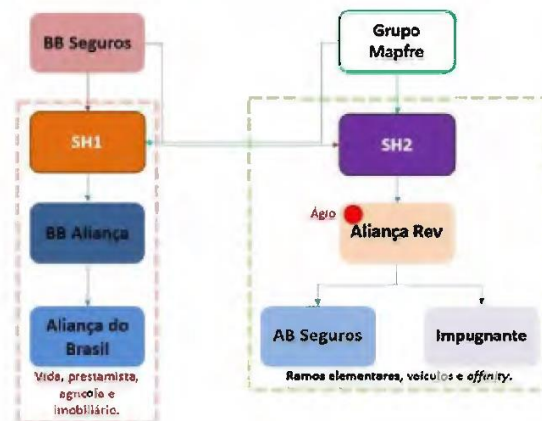 BB Seguros
Grupo
Mapfre
SH1
SH2
BB Aliança
Ágio
Aliança Rev
Aliança do
Brasil
AB Seguros
Impugnante
Vida, prestamista,
agrícola e
imobiliário.
Ramos elementares, veículos e affinity.